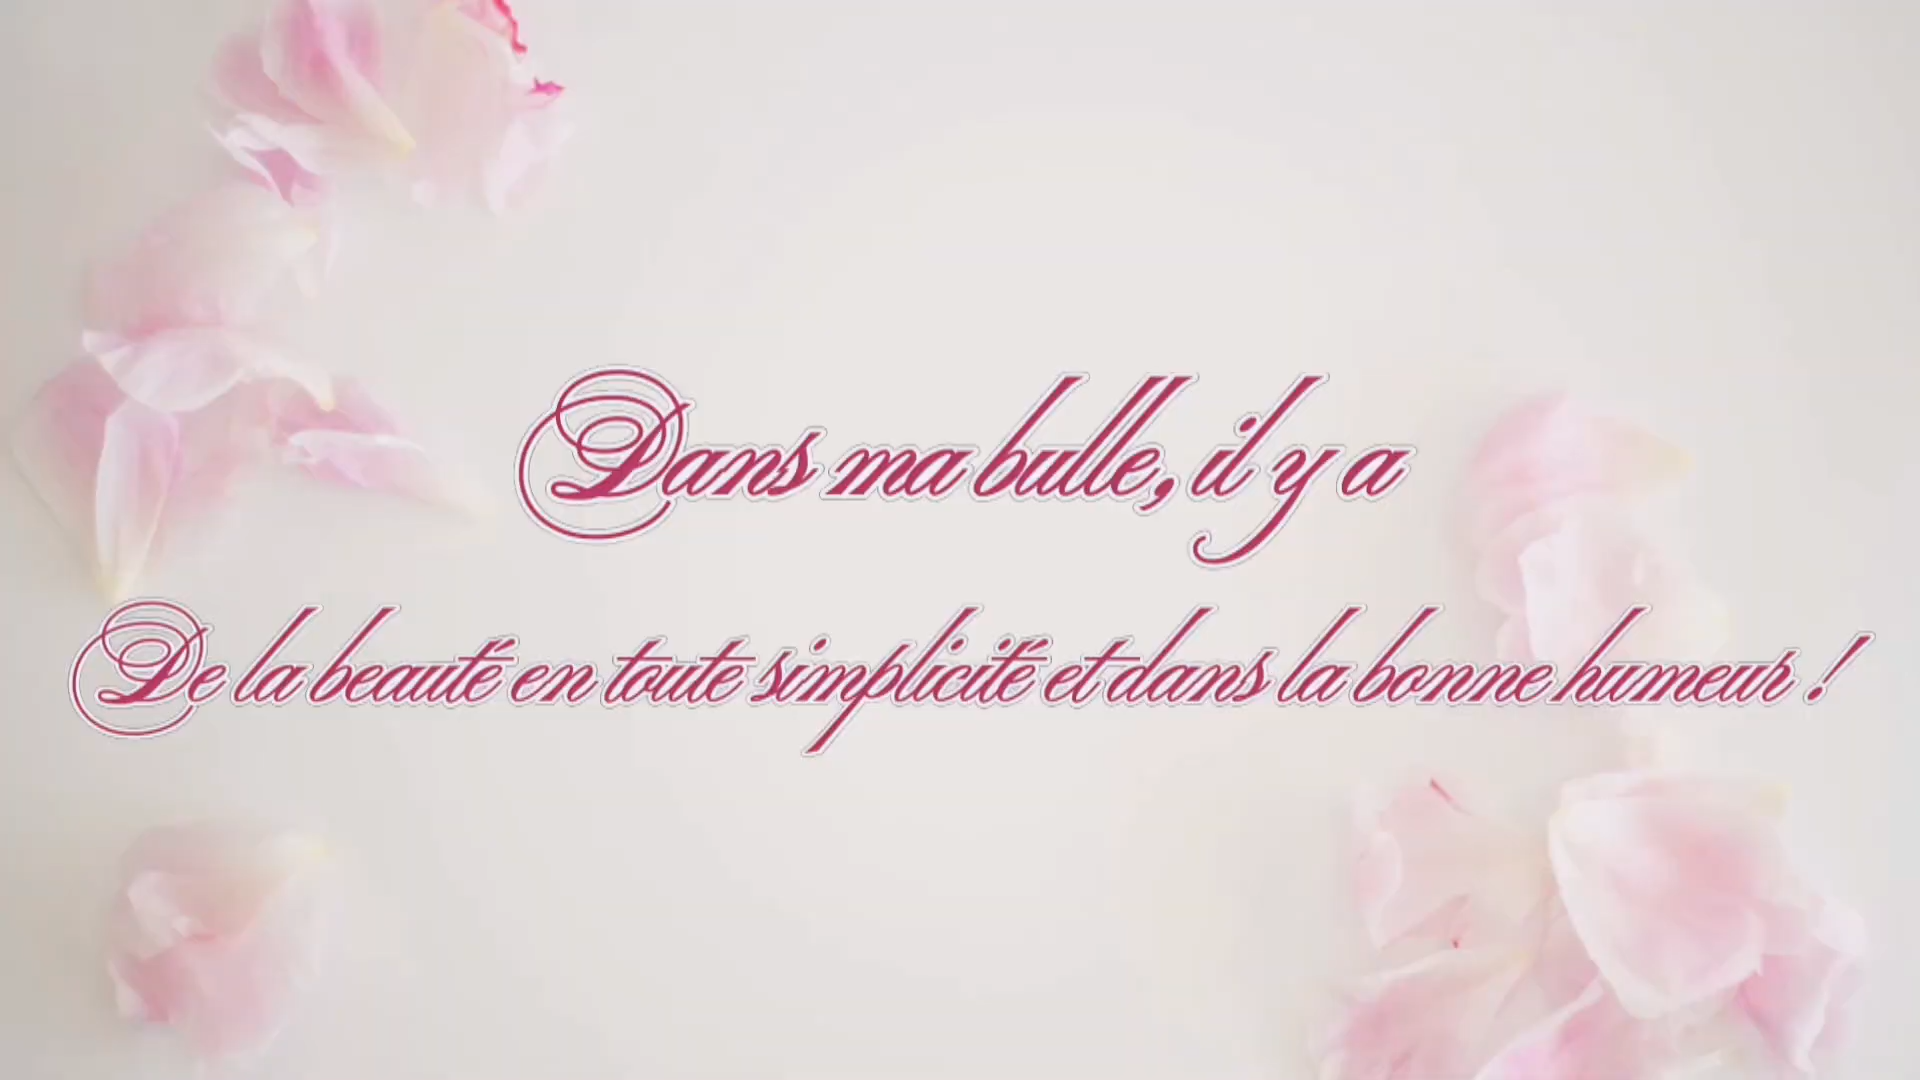 Dans ma bulle, il y a
De la beauté en toute simplicité et dans la bonne humeur !